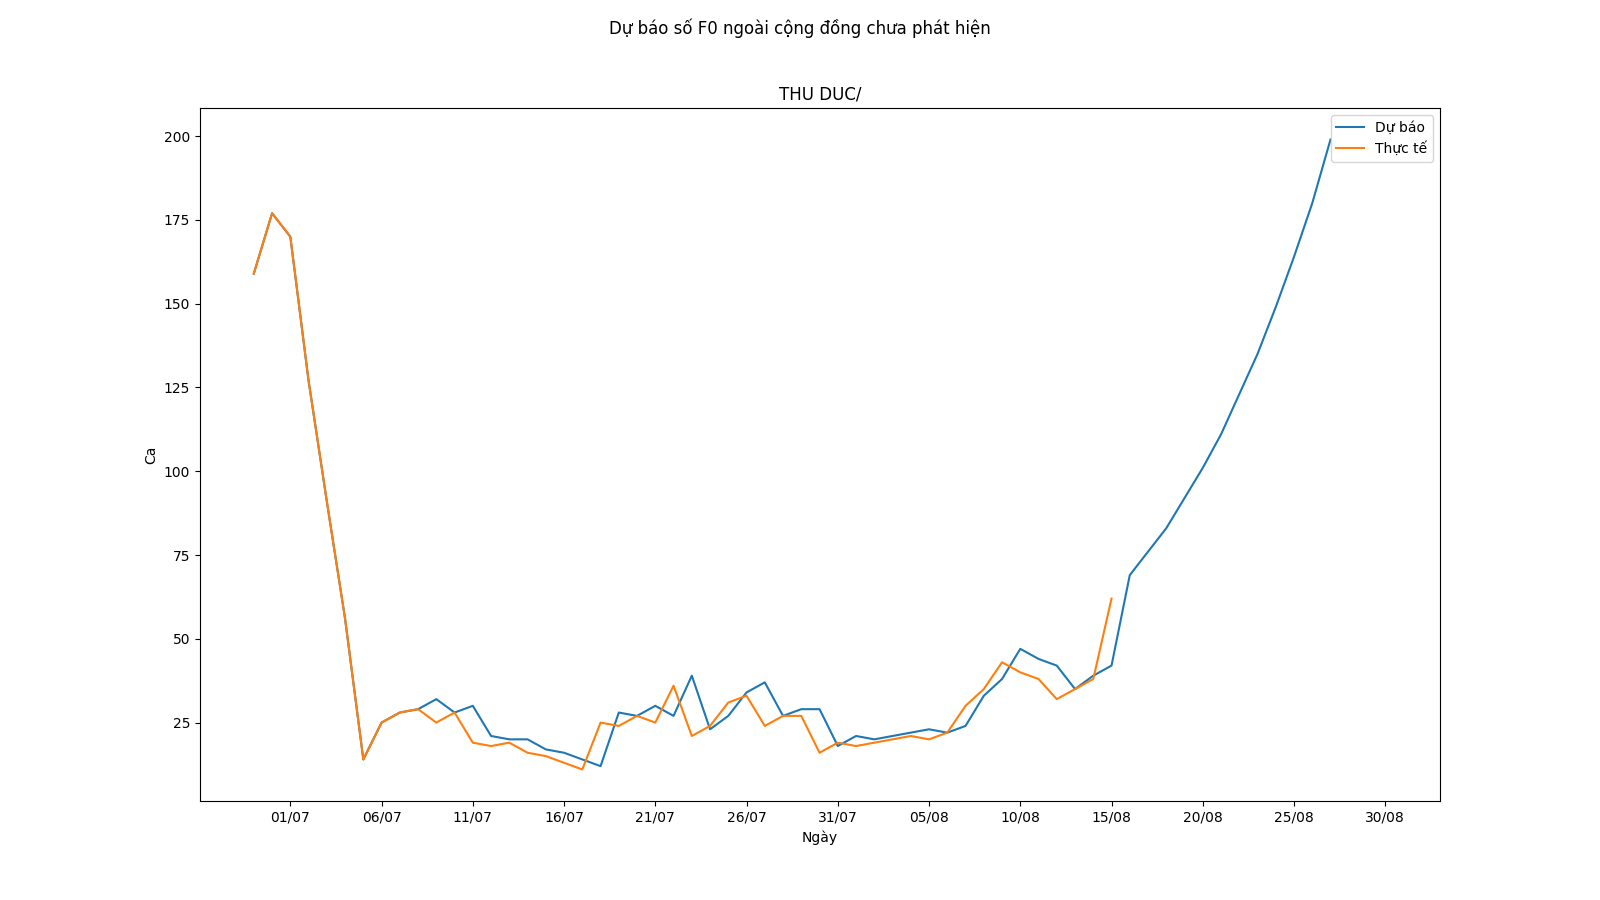 Dự báo số F0 ngoài cộng đồng chưa phát hiện
THU DUC/
200
175
150
125
100
75
50
25
Ca
Dự báo
Thực tế
01/07 06/07 11/07 16/07 21/07 26/07 31/07 05/08 10/08 15/08 20/08 25/08 30/08
Ngày